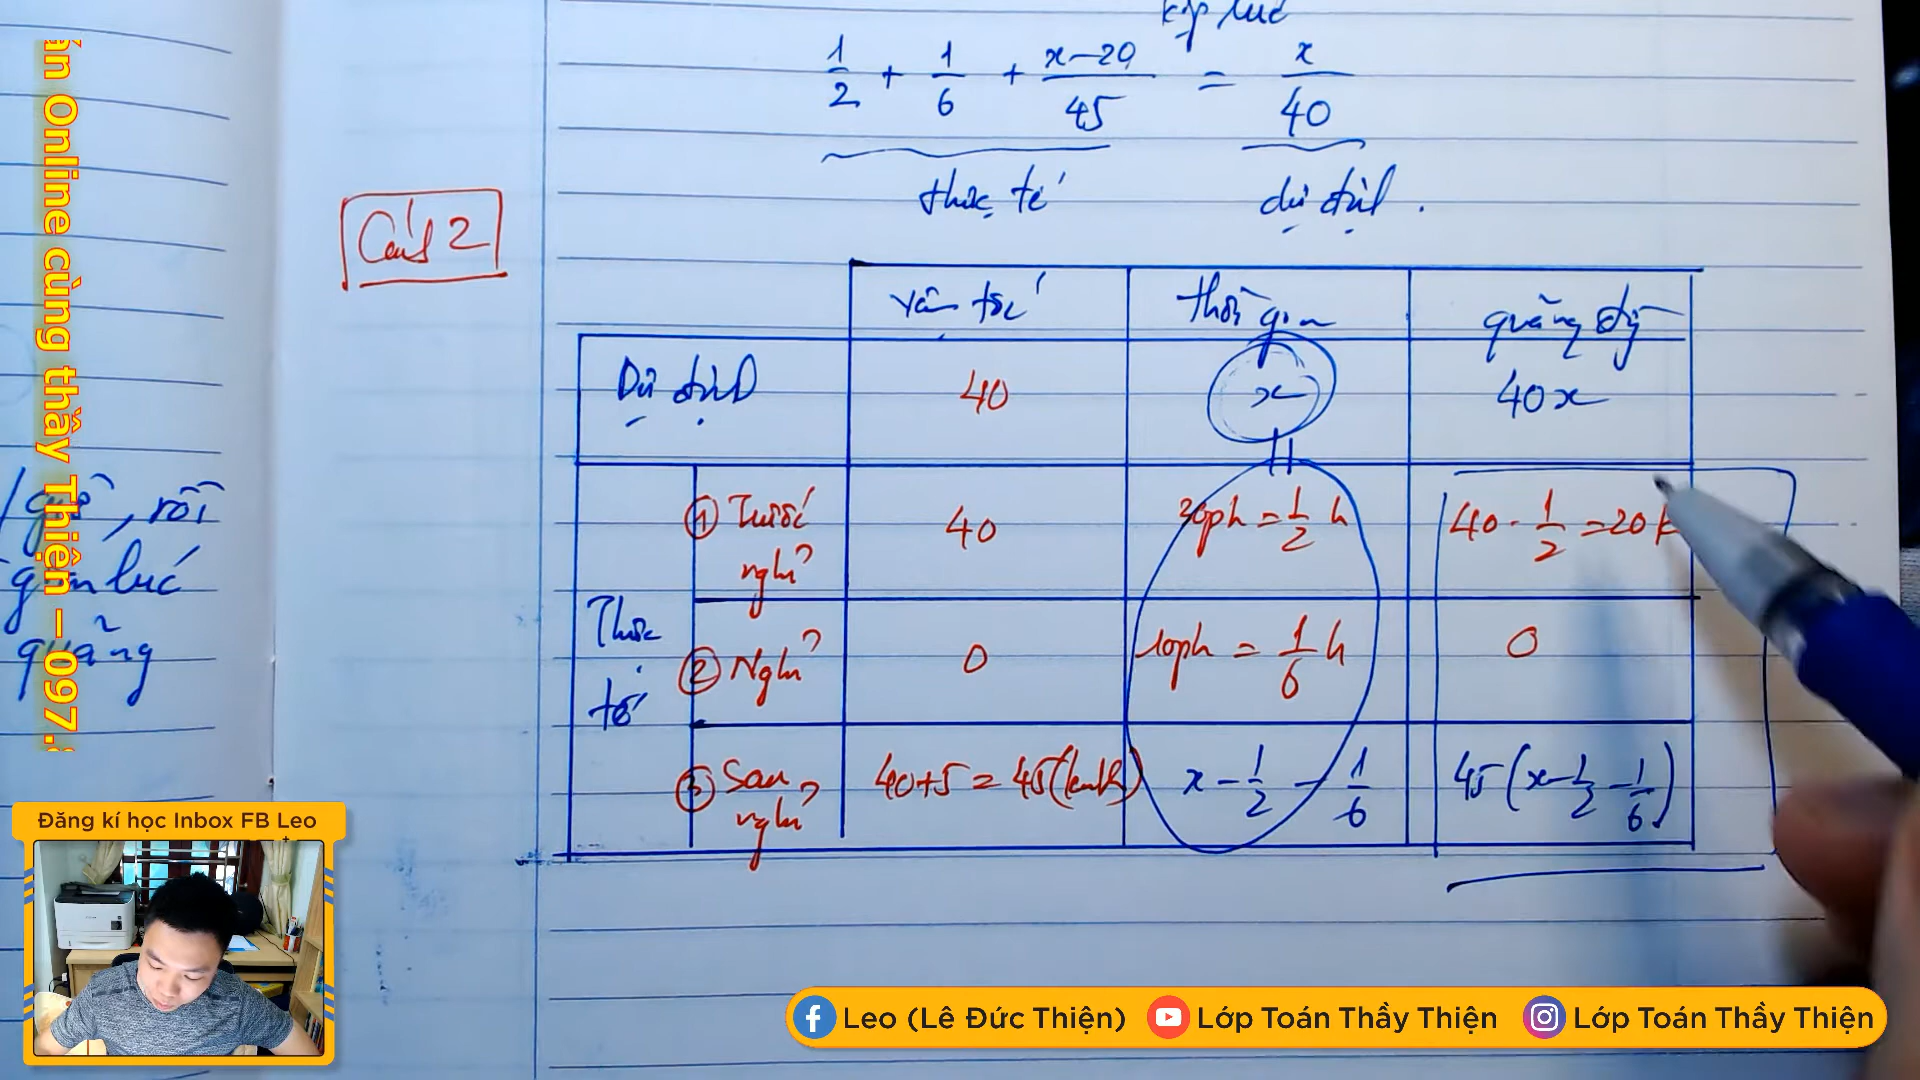 kịp lúc
1/2 + 1/6 + x-20/45 = x/40
thực tế dự định.
Cách 2
vận tốc thời gian quãng đg
Dự định 40 x 40x
Thực tế
① Trước nghỉ 40 30ph = 1/2 h 40 . 1/2 = 20 k
② Nghỉ 0 10ph = 1/6 h 0
③ Sau nghỉ 40+5 = 45 (km/h) x - 1/2 - 1/6 45 (x - 1/2 - 1/6)
, rồi
lúc
quãng
án Online cùng thầy Thiện – 097.
Đăng kí học Inbox FB Leo
Leo (Lê Đức Thiện) Lớp Toán Thầy Thiện Lớp Toán Thầy Thiện